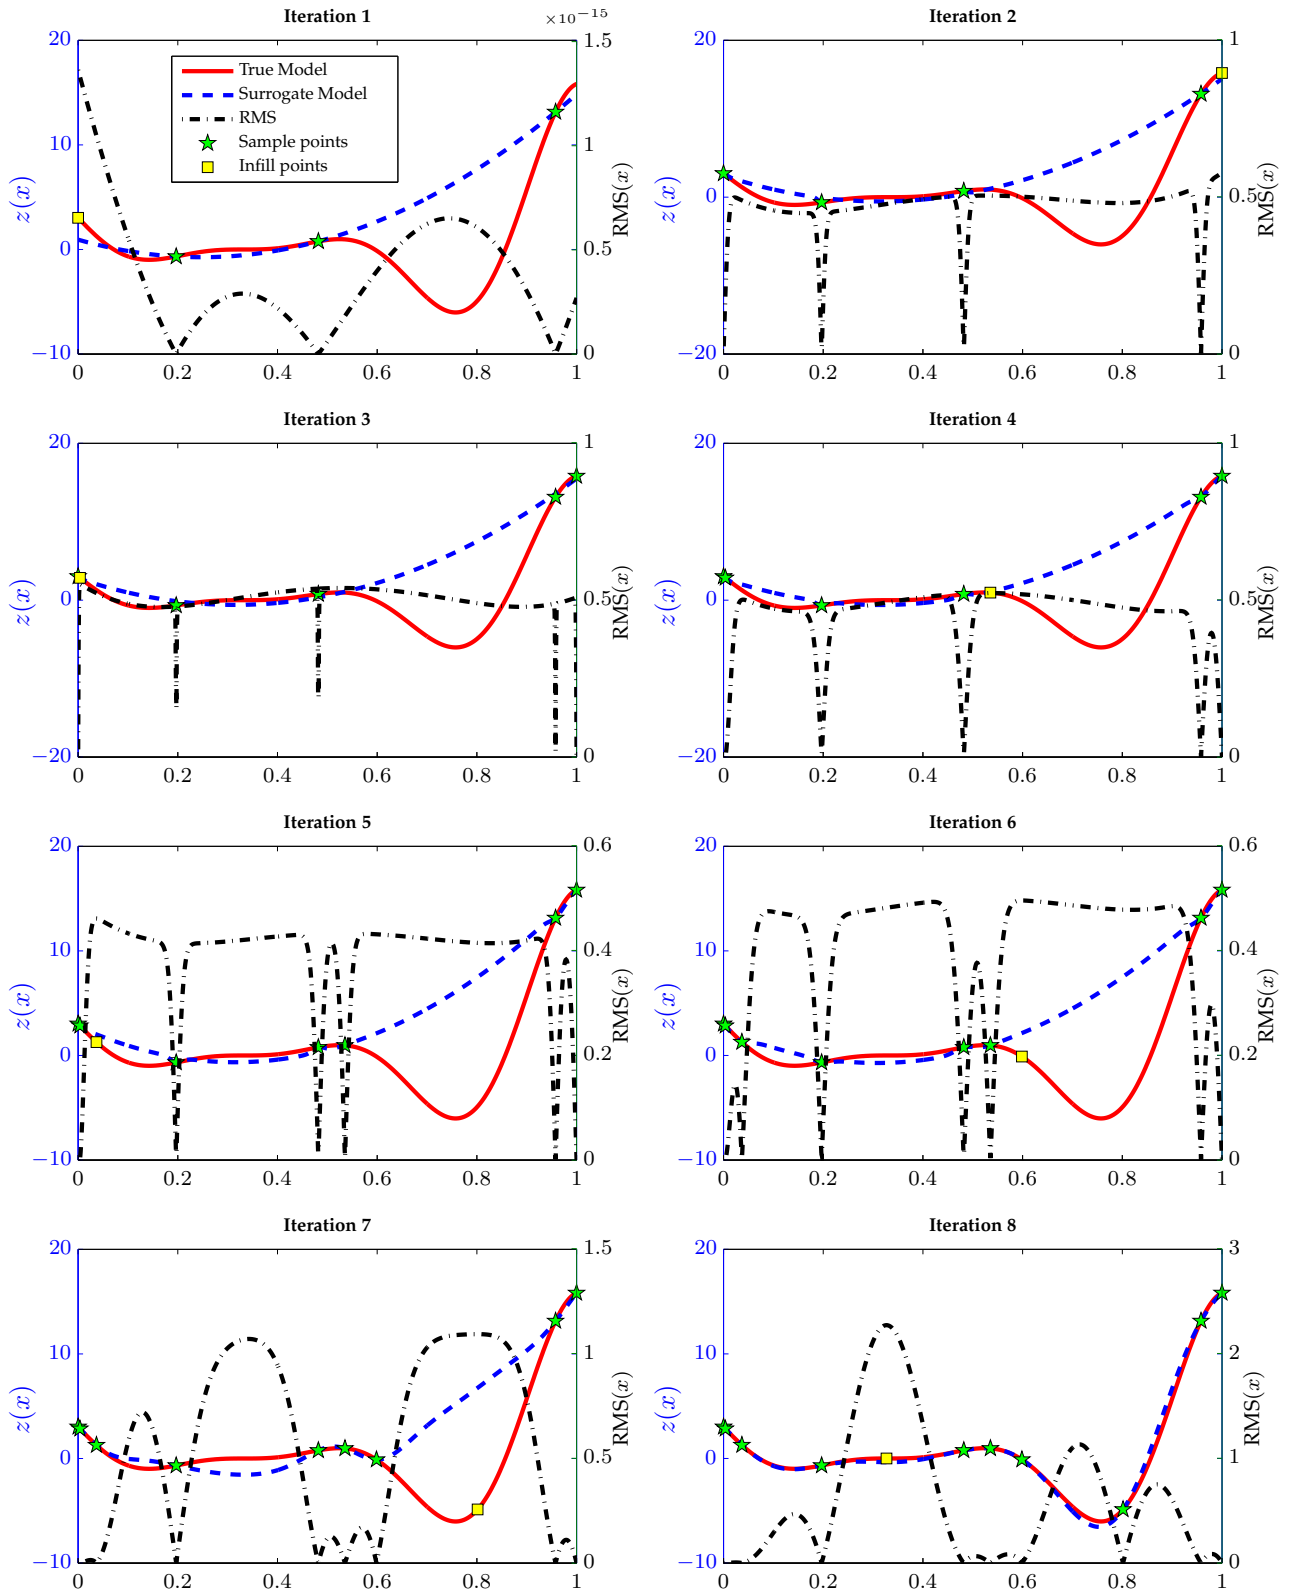 Iteration 1
×10−15
20
10
0
−10
z(x)
1.5
1
0.5
0
RMS(x)
True Model
Surrogate Model
RMS
Sample points
Infill points
0 0.2 0.4 0.6 0.8 1
Iteration 2
20
0
−20
z(x)
1
0.5
0
RMS(x)
0 0.2 0.4 0.6 0.8 1
Iteration 3
20
0
−20
z(x)
1
0.5
0
RMS(x)
0 0.2 0.4 0.6 0.8 1
Iteration 4
20
0
−20
z(x)
1
0.5
0
RMS(x)
0 0.2 0.4 0.6 0.8 1
Iteration 5
20
10
0
−10
z(x)
0.6
0.4
0.2
0
RMS(x)
0 0.2 0.4 0.6 0.8 1
Iteration 6
20
10
0
−10
z(x)
0.6
0.4
0.2
0
RMS(x)
0 0.2 0.4 0.6 0.8 1
Iteration 7
20
10
0
−10
z(x)
1.5
1
0.5
0
RMS(x)
0 0.2 0.4 0.6 0.8 1
Iteration 8
20
10
0
−10
z(x)
3
2
1
0
RMS(x)
0 0.2 0.4 0.6 0.8 1